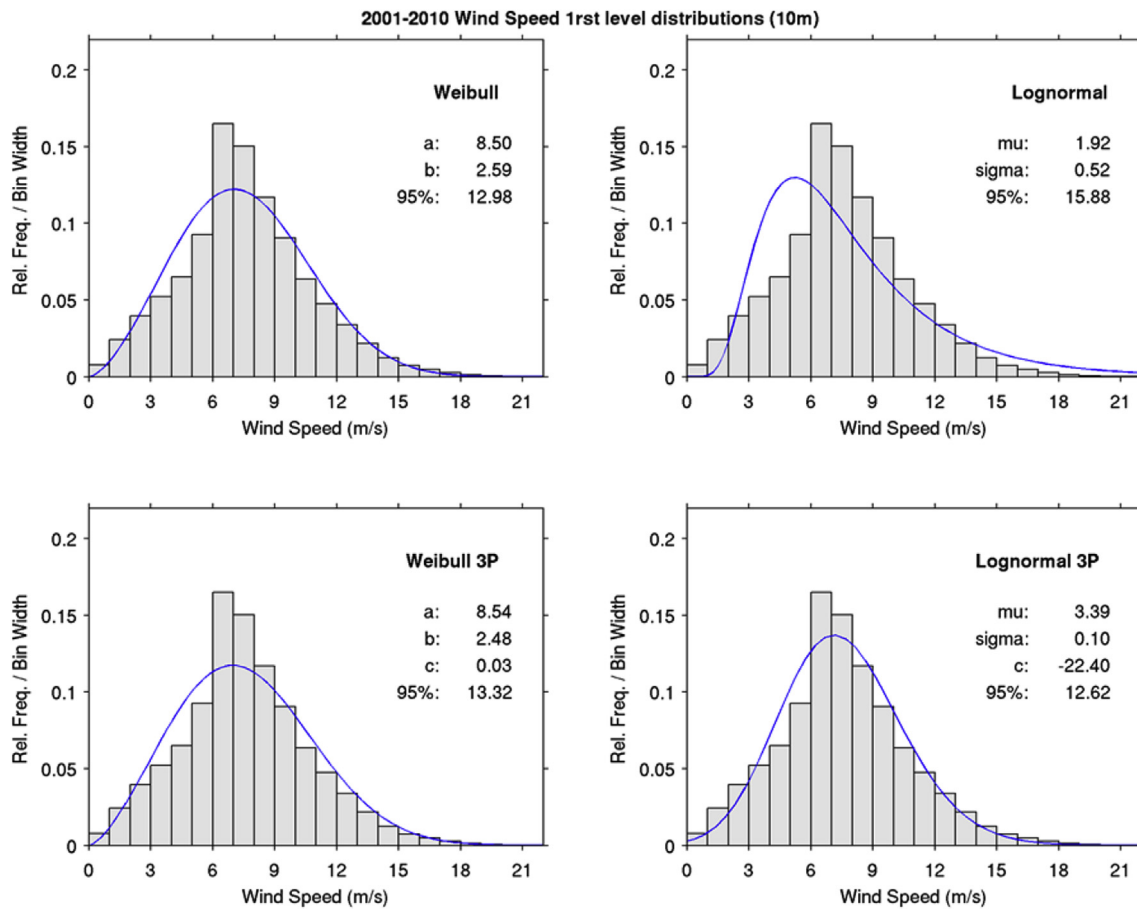 2001-2010 Wind Speed 1rst level distributions (10m)
Weibull
a: 8.50
b: 2.59
95%: 12.98
Rel. Freq. / Bin Width
0.2
0.15
0.1
0.05
0
0 3 6 9 12 15 18 21
Wind Speed (m/s)
Lognormal
mu: 1.92
sigma: 0.52
95%: 15.88
Rel. Freq. / Bin Width
0.2
0.15
0.1
0.05
0
0 3 6 9 12 15 18 21
Wind Speed (m/s)
Weibull 3P
a: 8.54
b: 2.48
c: 0.03
95%: 13.32
Rel. Freq. / Bin Width
0.2
0.15
0.1
0.05
0
0 3 6 9 12 15 18 21
Wind Speed (m/s)
Lognormal 3P
mu: 3.39
sigma: 0.10
c: -22.40
95%: 12.62
Rel. Freq. / Bin Width
0.2
0.15
0.1
0.05
0
0 3 6 9 12 15 18 21
Wind Speed (m/s)